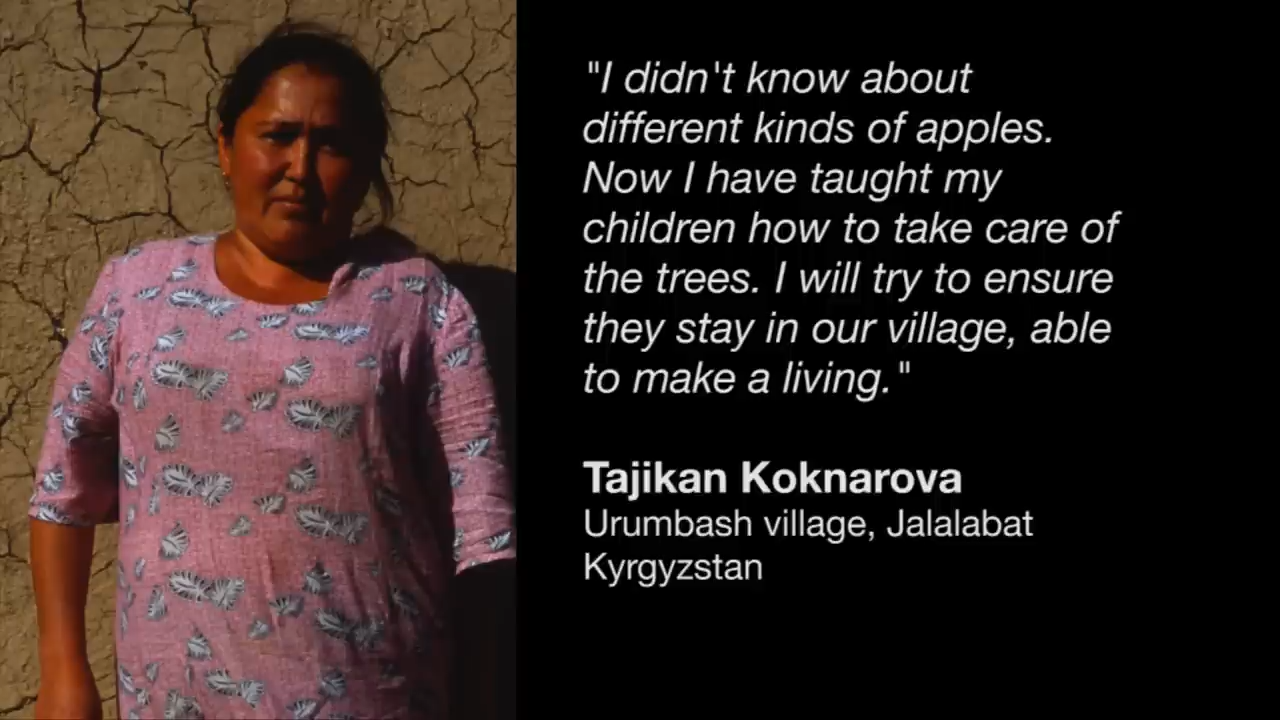 "I didn't know about
different kinds of apples.
Now I have taught my
children how to take care of
the trees. I will try to ensure
they stay in our village, able
to make a living."
Tajikan Koknarova
Urumbash village, Jalalabat
Kyrgyzstan